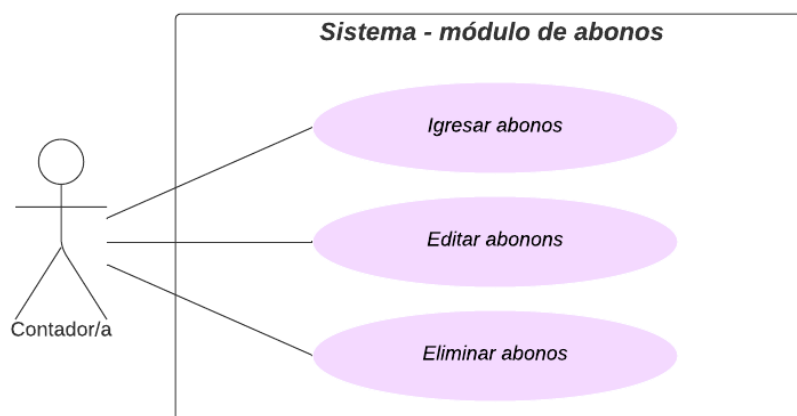 Sistema - módulo de abonos
Igresar abonos
Editar abonons
Eliminar abonos
Contador/a